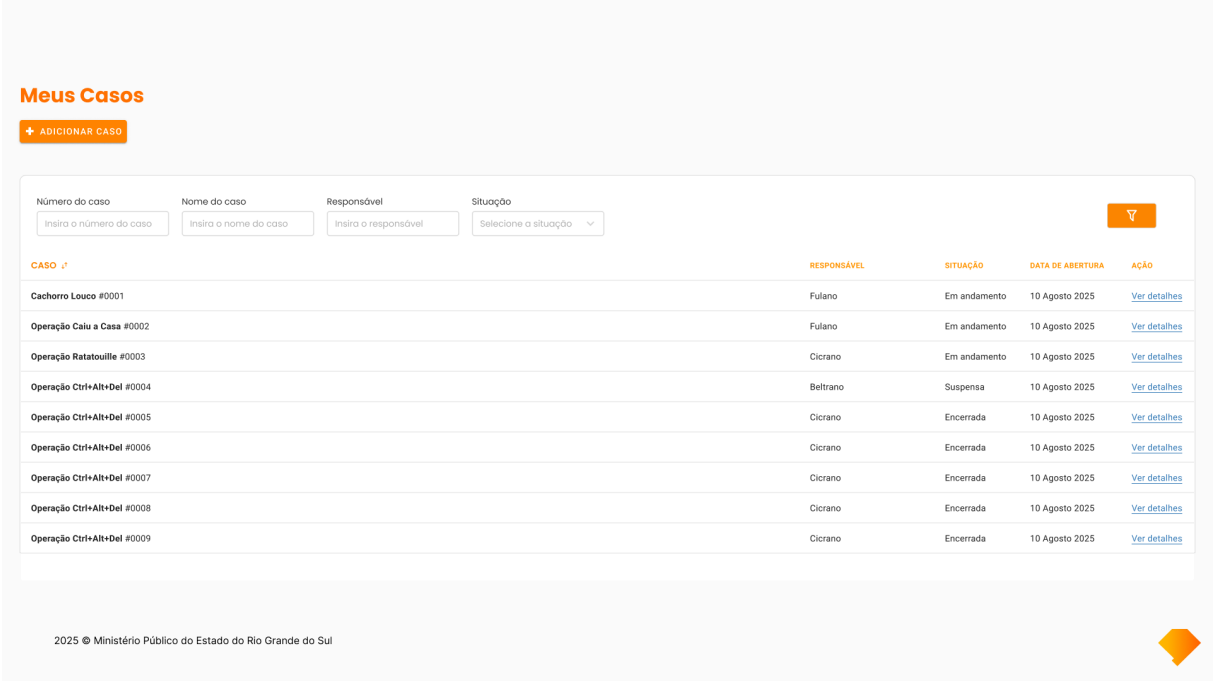 Meus Casos
+ ADICIONAR CASO
Número do caso Nome do caso Responsável Situação
Insira o número do caso Insira o nome do caso Insira o responsável Selecione a situação
CASO RESPONSÁVEL SITUAÇÃO DATA DE ABERTURA AÇÃO
Cachorro Louco #0001 Fulano Em andamento 10 Agosto 2025 Ver detalhes
Operação Caiu a Casa #0002 Fulano Em andamento 10 Agosto 2025 Ver detalhes
Operação Ratatouille #0003 Cicrano Em andamento 10 Agosto 2025 Ver detalhes
Operação Ctrl+Alt+Del #0004 Beltrano Suspensa 10 Agosto 2025 Ver detalhes
Operação Ctrl+Alt+Del #0005 Cicrano Encerrada 10 Agosto 2025 Ver detalhes
Operação Ctrl+Alt+Del #0006 Cicrano Encerrada 10 Agosto 2025 Ver detalhes
Operação Ctrl+Alt+Del #0007 Cicrano Encerrada 10 Agosto 2025 Ver detalhes
Operação Ctrl+Alt+Del #0008 Cicrano Encerrada 10 Agosto 2025 Ver detalhes
Operação Ctrl+Alt+Del #0009 Cicrano Encerrada 10 Agosto 2025 Ver detalhes
2025 © Ministério Público do Estado do Rio Grande do Sul